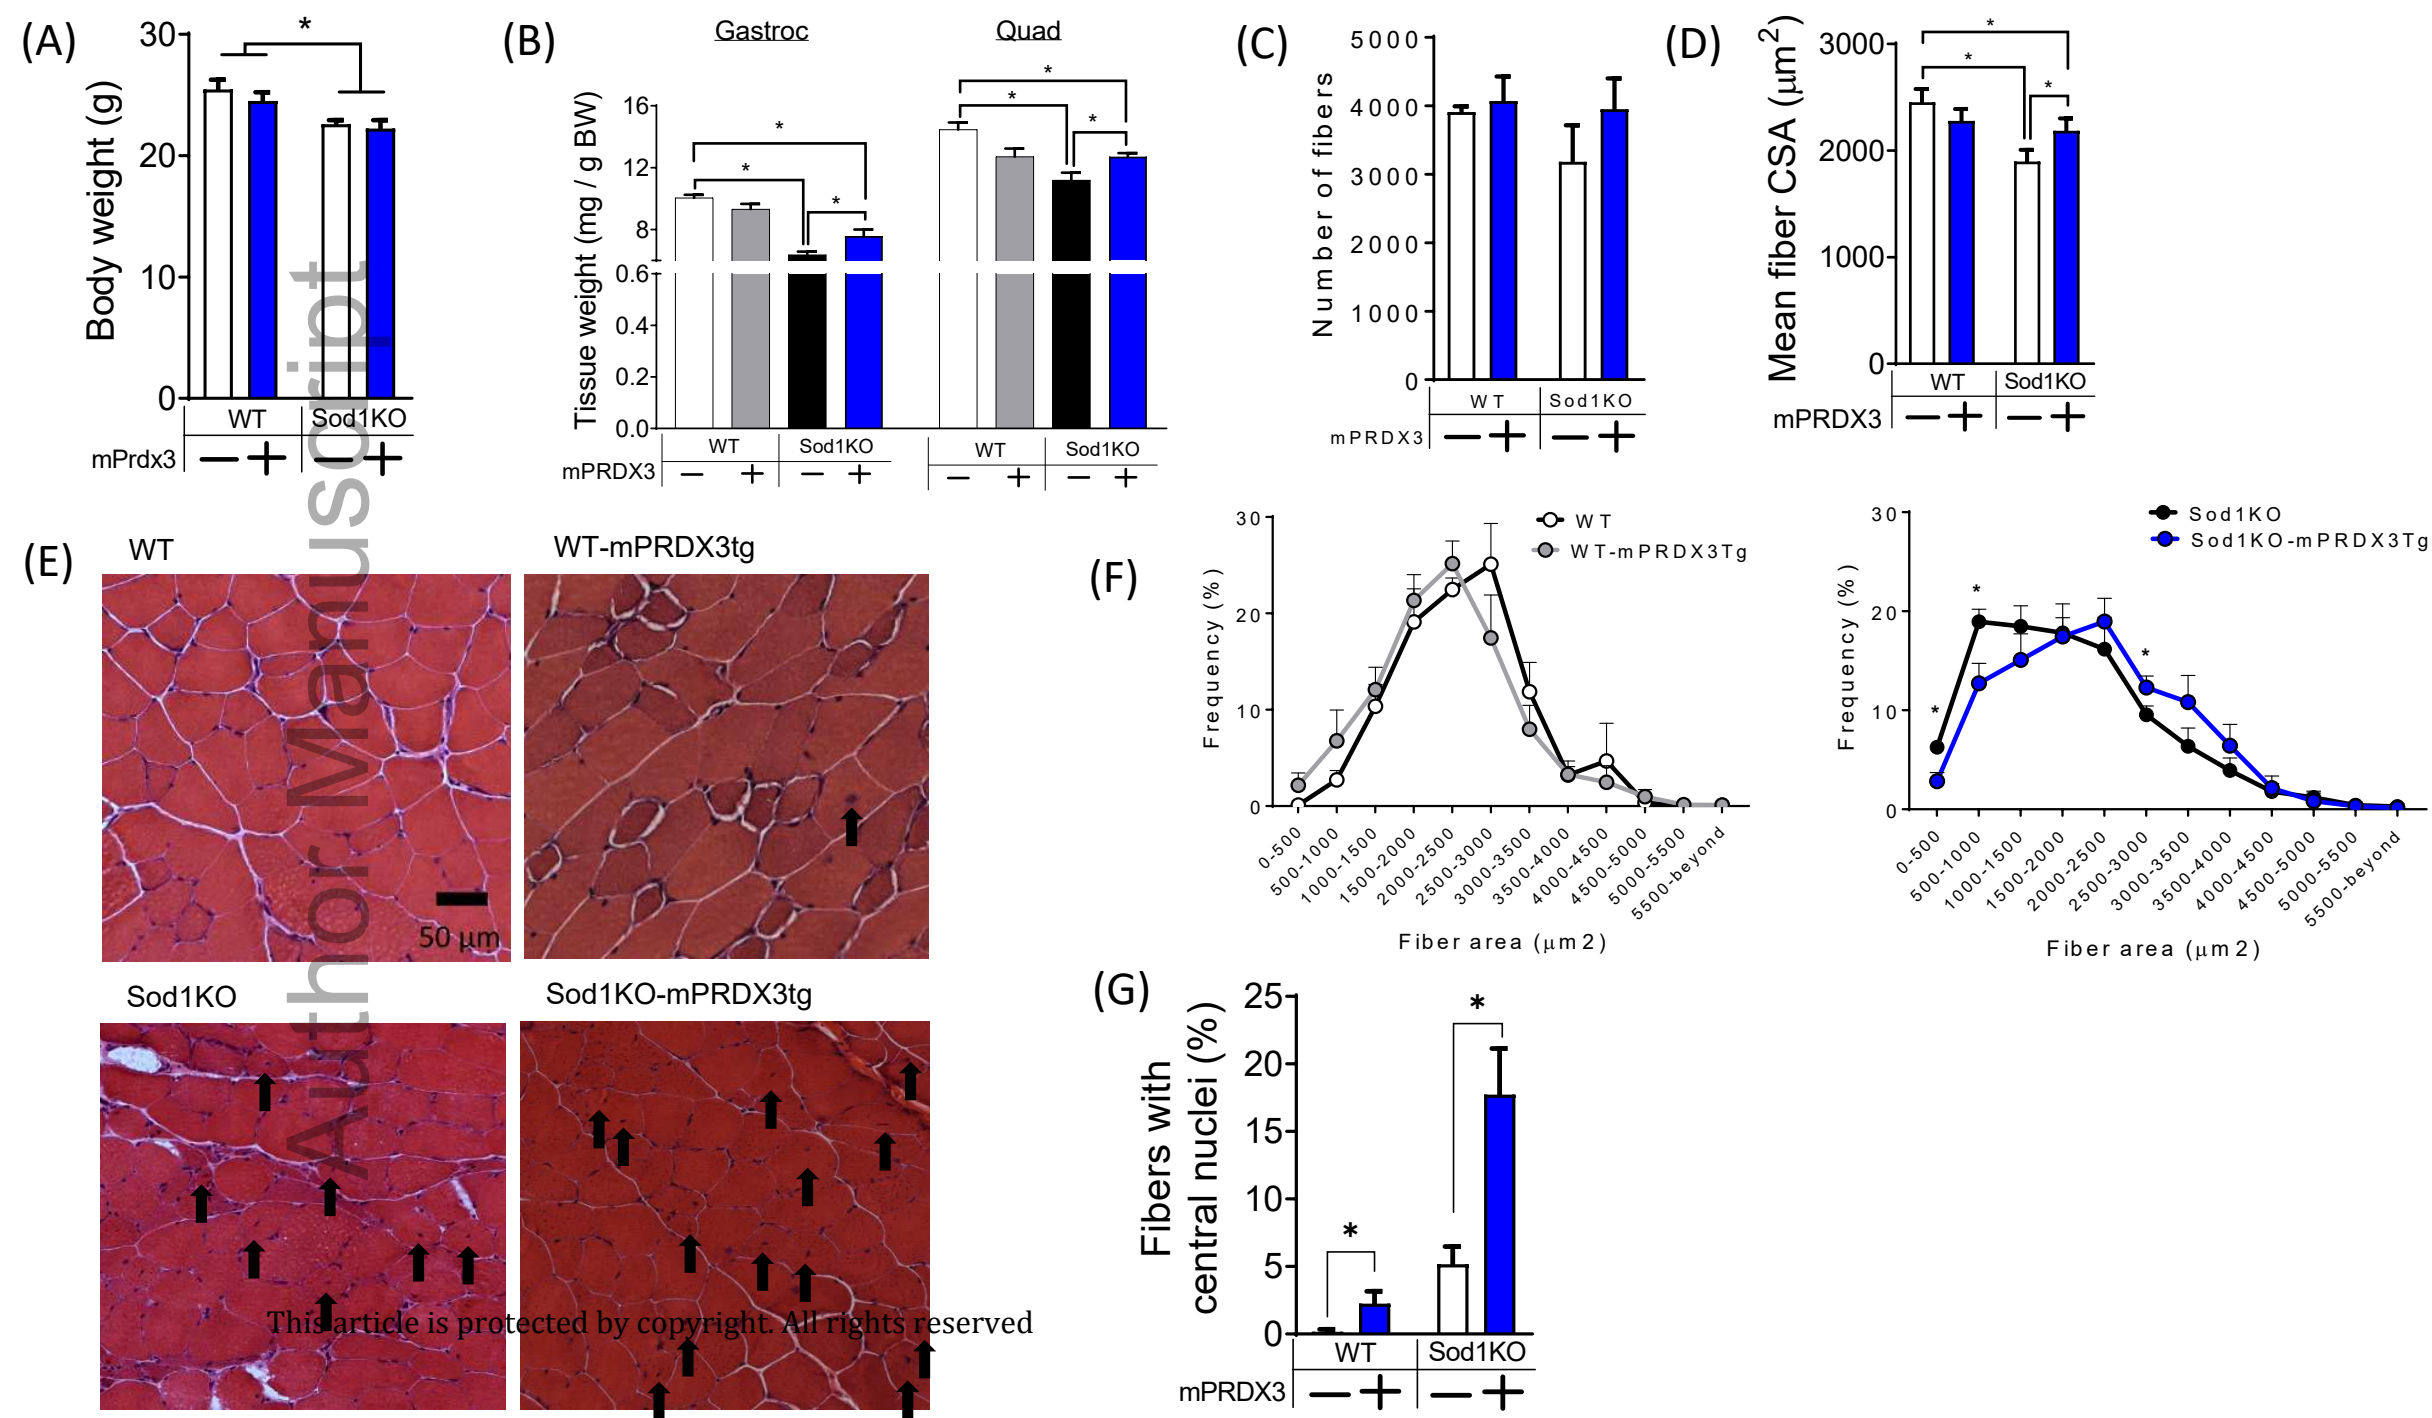 (A)
*
30
20
10
0
Body weight (g)
WT Sod1KO
mPrdx3 — + — +
(B)
Gastroc Quad
* * * * * *
16
12
8
0.6
0.4
0.2
0.0
Tissue weight (mg / g BW)
WT Sod1KO WT Sod1KO
mPRDX3 — + — + — + — +
(C)
5000
4000
3000
2000
1000
0
Number of fibers
WT Sod1KO
mPRDX3 — + — +
(D)
* * *
3000
2000
1000
0
Mean fiber CSA (μm2)
WT Sod1KO
mPRDX3 — + — +
(E)
WT WT-mPRDX3tg
50 μm
Sod1KO Sod1KO-mPRDX3tg
(F)
30
20
10
0
Frequency (%)
WT
WT-mPRDX3Tg
0-500
500-1000
1000-1500
1500-2000
2000-2500
2500-3000
3000-3500
3500-4000
4000-4500
4500-5000
5000-5500
5500-beyond
Fiber area (μm2)
30
20
10
0
Frequency (%)
Sod1KO
Sod1KO-mPRDX3Tg
* * *
0-500
500-1000
1000-1500
1500-2000
2000-2500
2500-3000
3000-3500
3500-4000
4000-4500
4500-5000
5000-5500
5500-beyond
Fiber area (μm2)
(G)
* *
25
20
15
10
5
0
Fibers with
central nuclei (%)
WT Sod1KO
mPRDX3 — + — +
Author Manuscript
This article is protected by copyright. All rights reserved